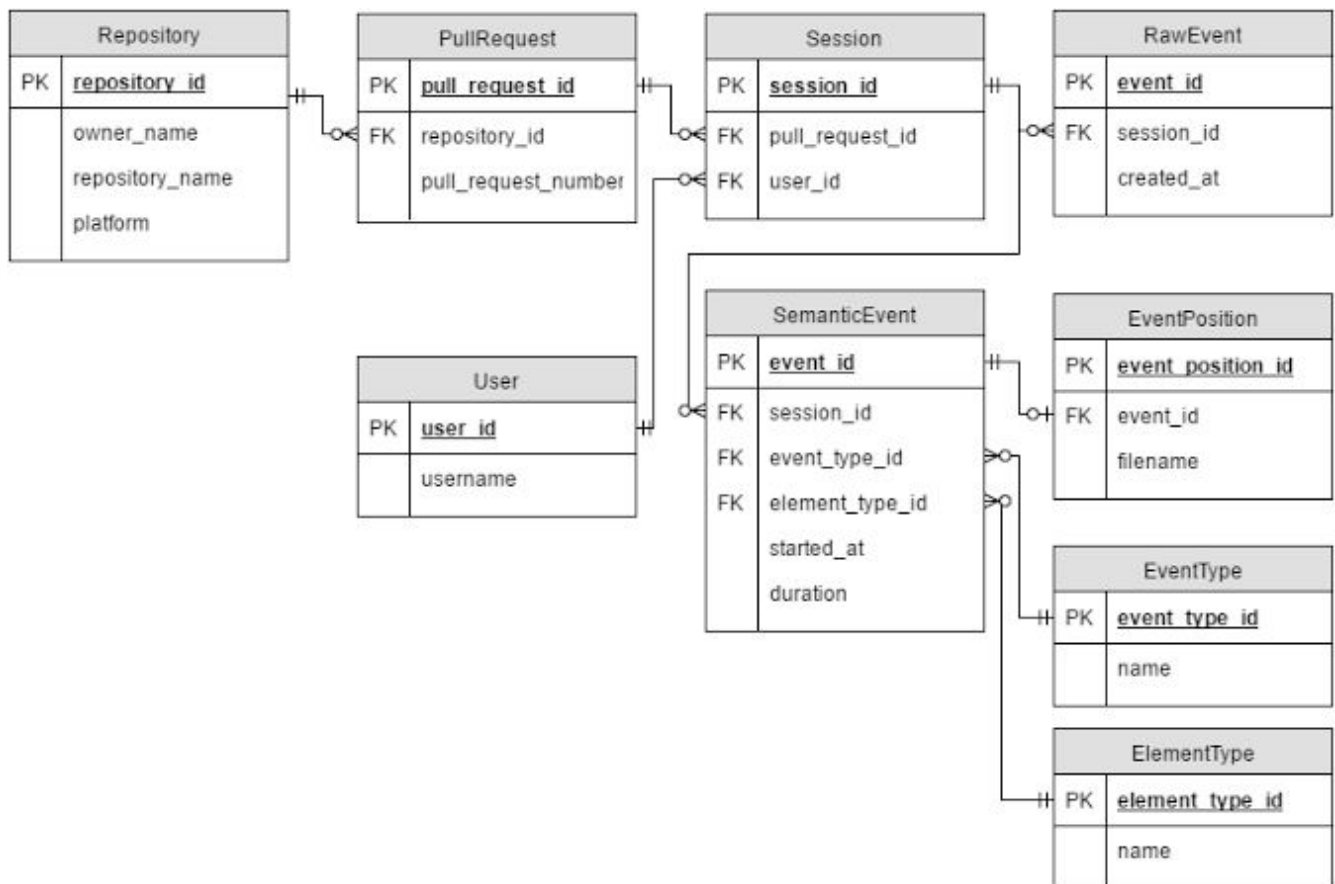 Repository
PK repository_id
owner_name
repository_name
platform
PullRequest
PK pull_request_id
FK repository_id
pull_request_number
Session
PK session_id
FK pull_request_id
FK user_id
RawEvent
PK event_id
FK session_id
created_at
User
PK user_id
username
SemanticEvent
PK event_id
FK session_id
FK event_type_id
FK element_type_id
started_at
duration
EventPosition
PK event_position_id
FK event_id
filename
EventType
PK event_type_id
name
ElementType
PK element_type_id
name